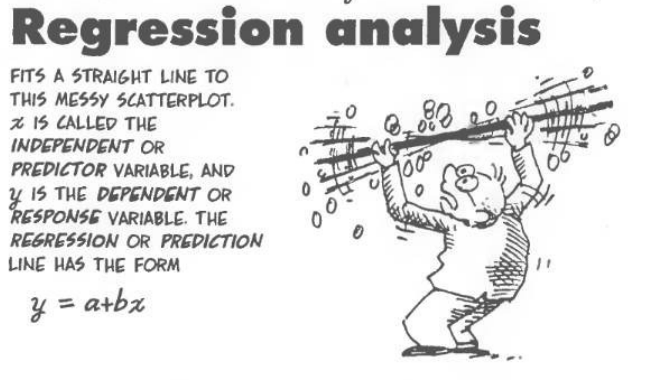 Regression analysis
FITS A STRAIGHT LINE TO
THIS MESSY SCATTERPLOT.
x IS CALLED THE
INDEPENDENT OR
PREDICTOR VARIABLE, AND
y IS THE DEPENDENT OR
RESPONSE VARIABLE. THE
REGRESSION OR PREDICTION
LINE HAS THE FORM
y = a+bx